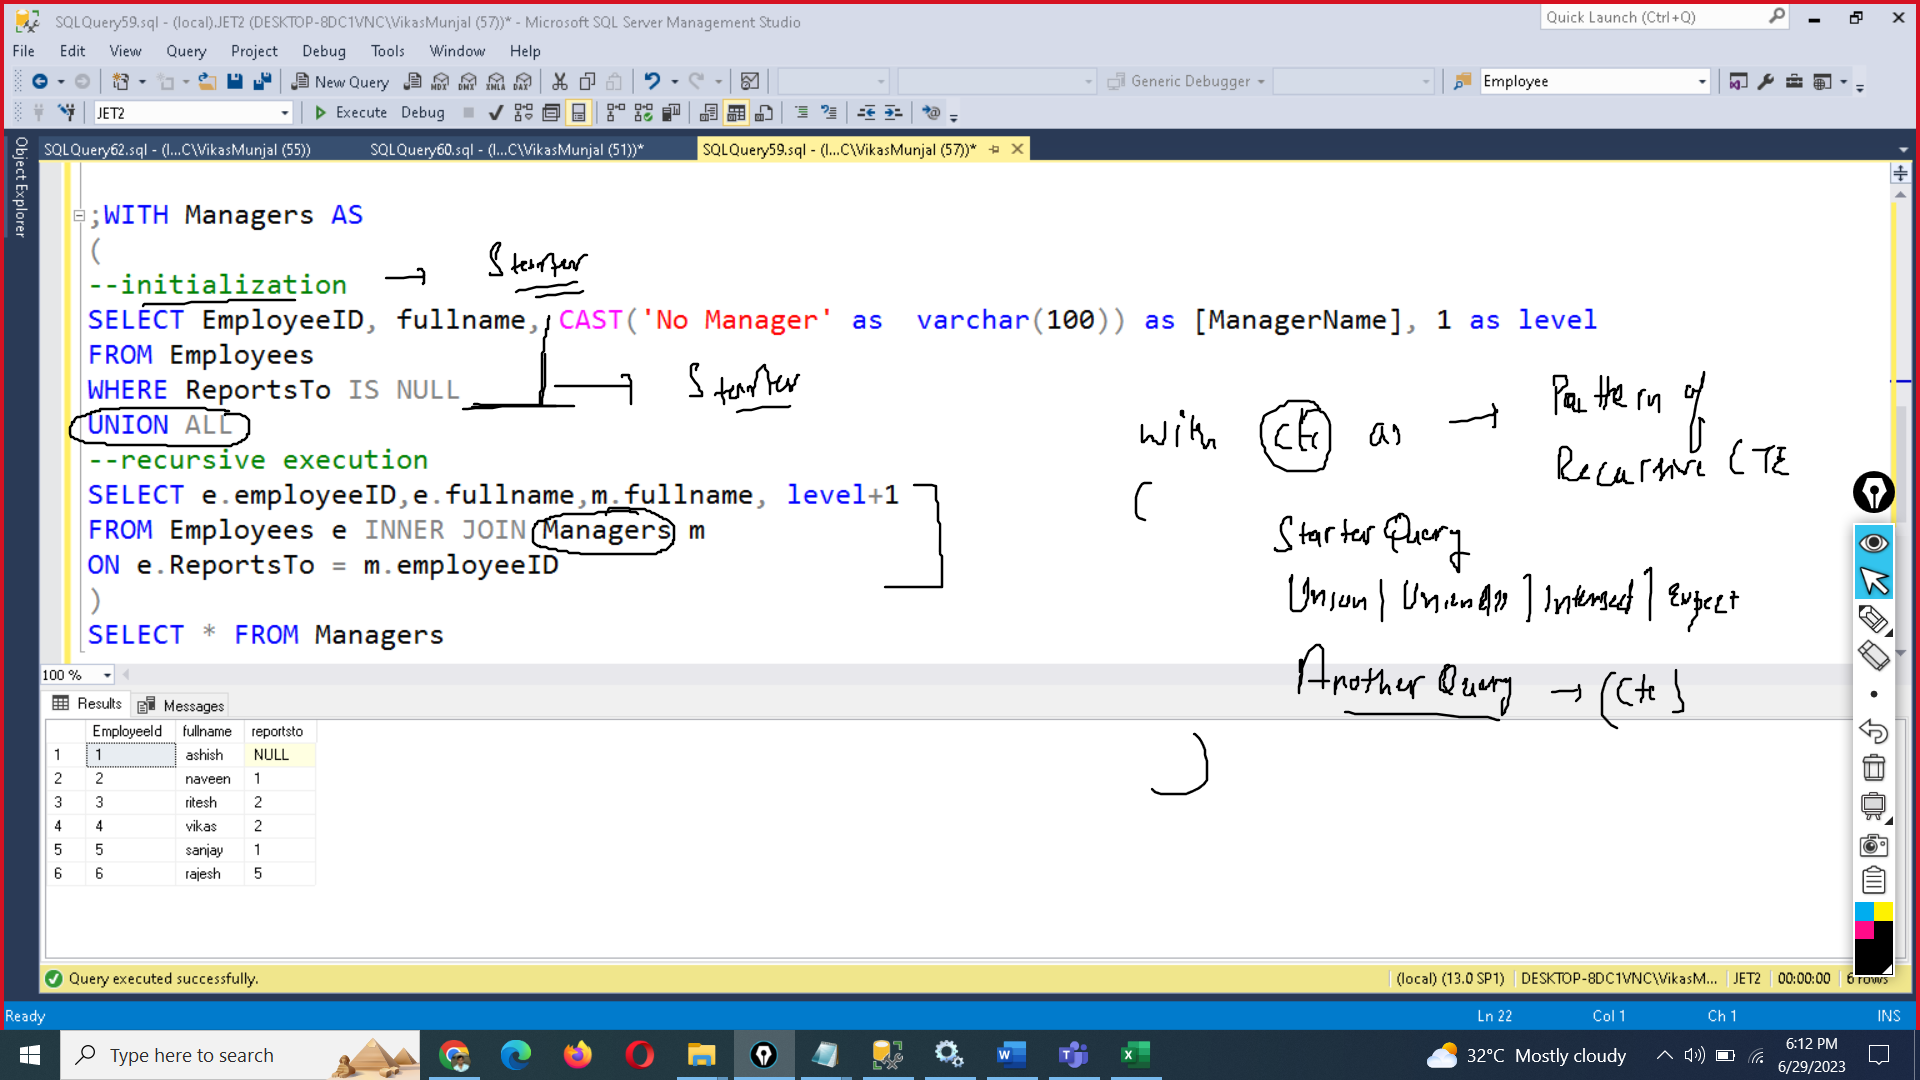 SQLQuery59.sql - (local).JET2 (DESKTOP-8DC1VNC\VikasMunjal (57))* - Microsoft SQL Server Management Studio
Quick Launch (Ctrl+Q)
File Edit View Query Project Debug Tools Window Help
New Query
MDX DMX XMLA DAX
Generic Debugger
Employee
JET2
Execute Debug
Object Explorer
SQLQuery62.sql - (l...C\VikasMunjal (55))
SQLQuery60.sql - (l...C\VikasMunjal (51))*
SQLQuery59.sql - (l...C\VikasMunjal (57))*
;WITH Managers AS
(
--initialization
Starter
SELECT EmployeeID, fullname, CAST('No Manager' as  varchar(100)) as [ManagerName], 1 as level
FROM Employees
WHERE ReportsTo IS NULL
Starter
UNION ALL
--recursive execution
SELECT e.employeeID,e.fullname,m.fullname, level+1
FROM Employees e INNER JOIN Managers m
ON e.ReportsTo = m.employeeID
)
SELECT * FROM Managers
with cte as
Pattern of
Recursive CTE
(
Starter Query
Union |
| Intersect |
Another Query → (Cte)
)
100 %
Results Messages
EmployeeId fullname reportsto
1 1 ashish NULL
2 2 naveen 1
3 3 ritesh 2
4 4 vikas 2
5 5 sanjay 1
6 6 rajesh 5
Query executed successfully.
(local) (13.0 SP1) DESKTOP-8DC1VNC\VikasM... JET2 00:00:00 6 rows
Ready
Ln 22 Col 1 Ch 1 INS
Type here to search
32°C Mostly cloudy
6:12 PM
6/29/2023